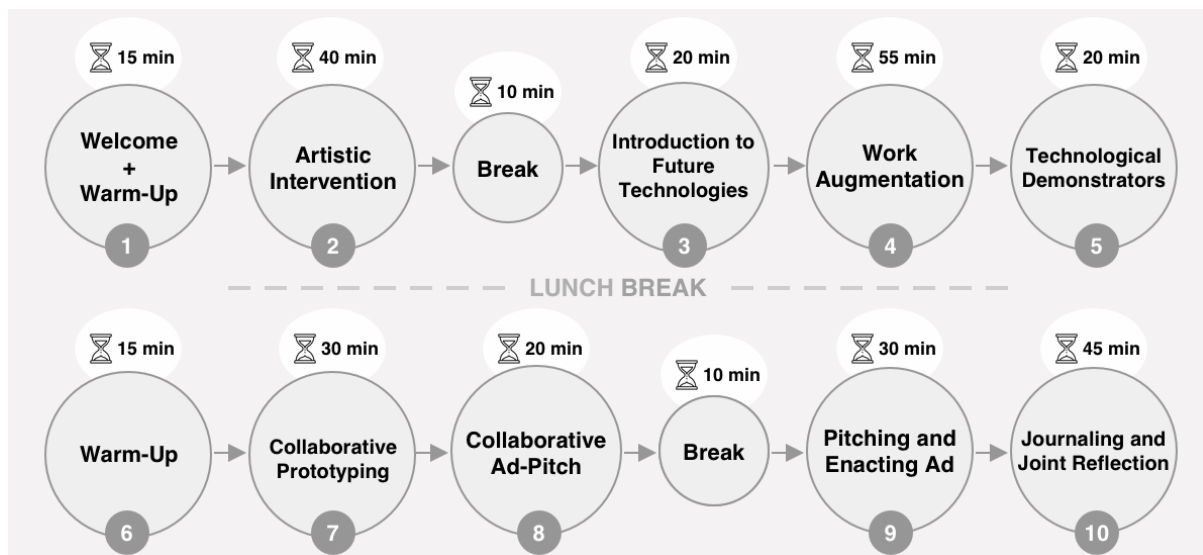 15 min
Welcome
+
Warm-Up
1
40 min
Artistic
Intervention
2
10 min
Break
20 min
Introduction to
Future
Technologies
3
55 min
Work
Augmentation
4
20 min
Technological
Demonstrators
5
LUNCH BREAK
15 min
Warm-Up
6
30 min
Collaborative
Prototyping
7
20 min
Collaborative
Ad-Pitch
8
10 min
Break
30 min
Pitching and
Enacting Ad
9
45 min
Journaling and
Joint Reflection
10